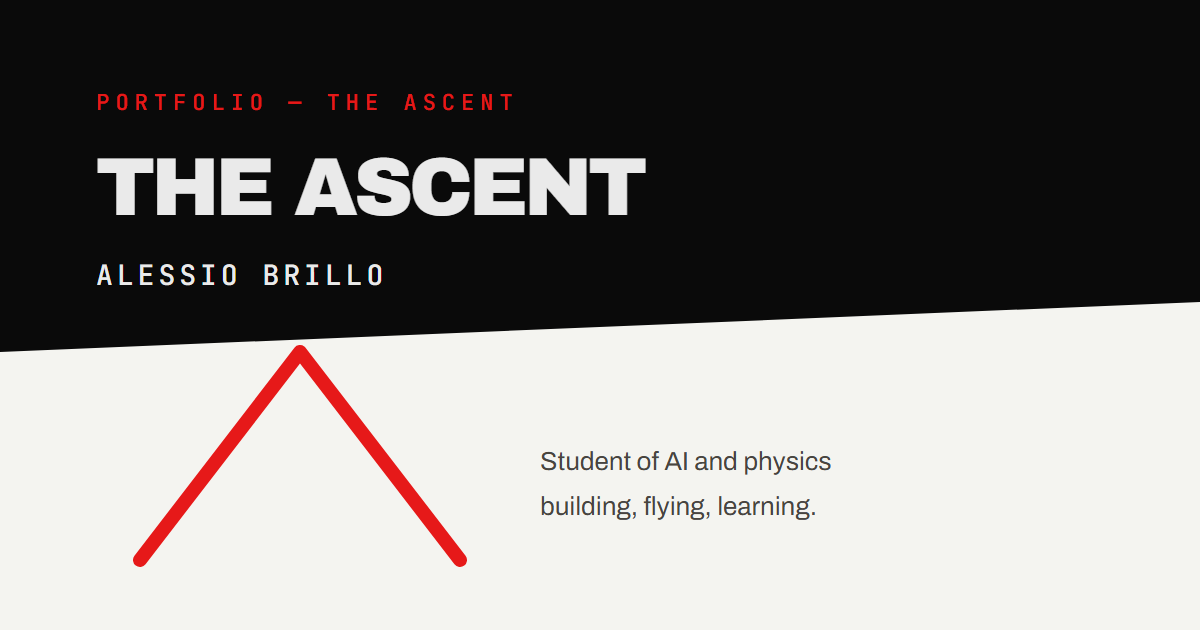 PORTFOLIO — THE ASCENT
THE ASCENT
ALESSIO BRILLO
Student of AI and physics
building, flying, learning.